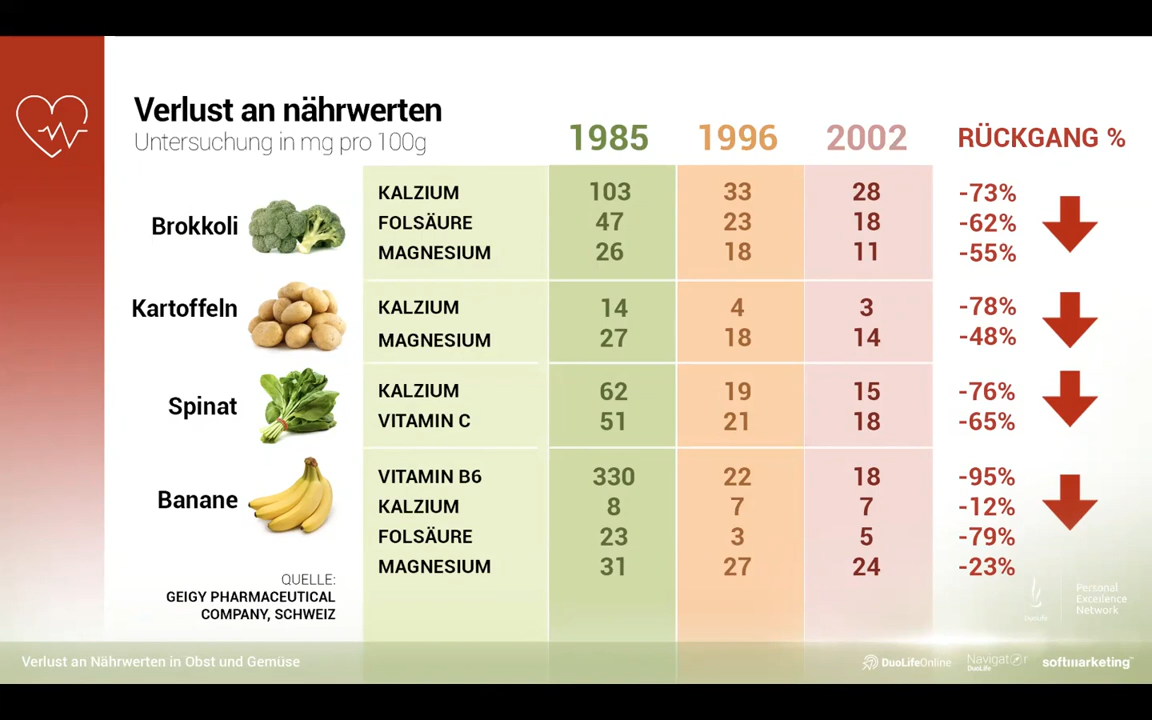 Verlust an nährwerten
Untersuchung in mg pro 100g
1985 1996 2002 RÜCKGANG %
Brokkoli
KALZIUM 103 33 28 -73%
FOLSÄURE 47 23 18 -62%
MAGNESIUM 26 18 11 -55%
Kartoffeln
KALZIUM 14 4 3 -78%
MAGNESIUM 27 18 14 -48%
Spinat
KALZIUM 62 19 15 -76%
VITAMIN C 51 21 18 -65%
Banane
VITAMIN B6 330 22 18 -95%
KALZIUM 8 7 7 -12%
FOLSÄURE 23 3 5 -79%
MAGNESIUM 31 27 24 -23%
QUELLE:
GEIGY PHARMACEUTICAL
COMPANY, SCHWEIZ
DuoLife
Personal
Excellence
Network
Verlust an Nährwerten in Obst und Gemüse
DuoLifeOnline
Navigator
DuoLife
softmarketing